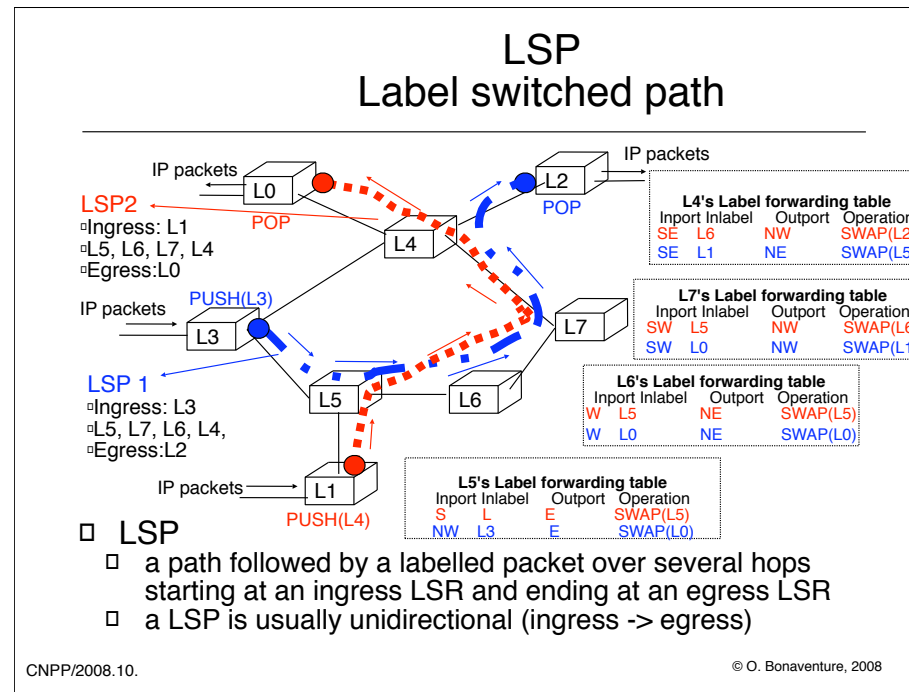 LSP
Label switched path
IP packets
L0
POP
LSP2
▫Ingress: L1
▫L5, L6, L7, L4
▫Egress:L0
L2
POP
IP packets
L4
L4's Label forwarding table
Inport Inlabel Outport Operation
SE L6 NW SWAP(L2
SE L1 NE SWAP(L5
PUSH(L3)
IP packets
L3
L7
L7's Label forwarding table
Inport Inlabel Outport Operation
SW L5 NW SWAP(L6
SW L0 NW SWAP(L1
LSP 1
▫Ingress: L3
▫L5, L7, L6, L4,
▫Egress:L2
L5
L6
L6's Label forwarding table
Inport Inlabel Outport Operation
W L5 NE SWAP(L5)
W L0 NE SWAP(L0)
IP packets
L1
PUSH(L4)
L5's Label forwarding table
Inport Inlabel Outport Operation
S L E SWAP(L5)
NW L3 E SWAP(L0)
LSP
a path followed by a labelled packet over several hops
starting at an ingress LSR and ending at an egress LSR
a LSP is usually unidirectional (ingress -> egress)
CNPP/2008.10.
© O. Bonaventure, 2008